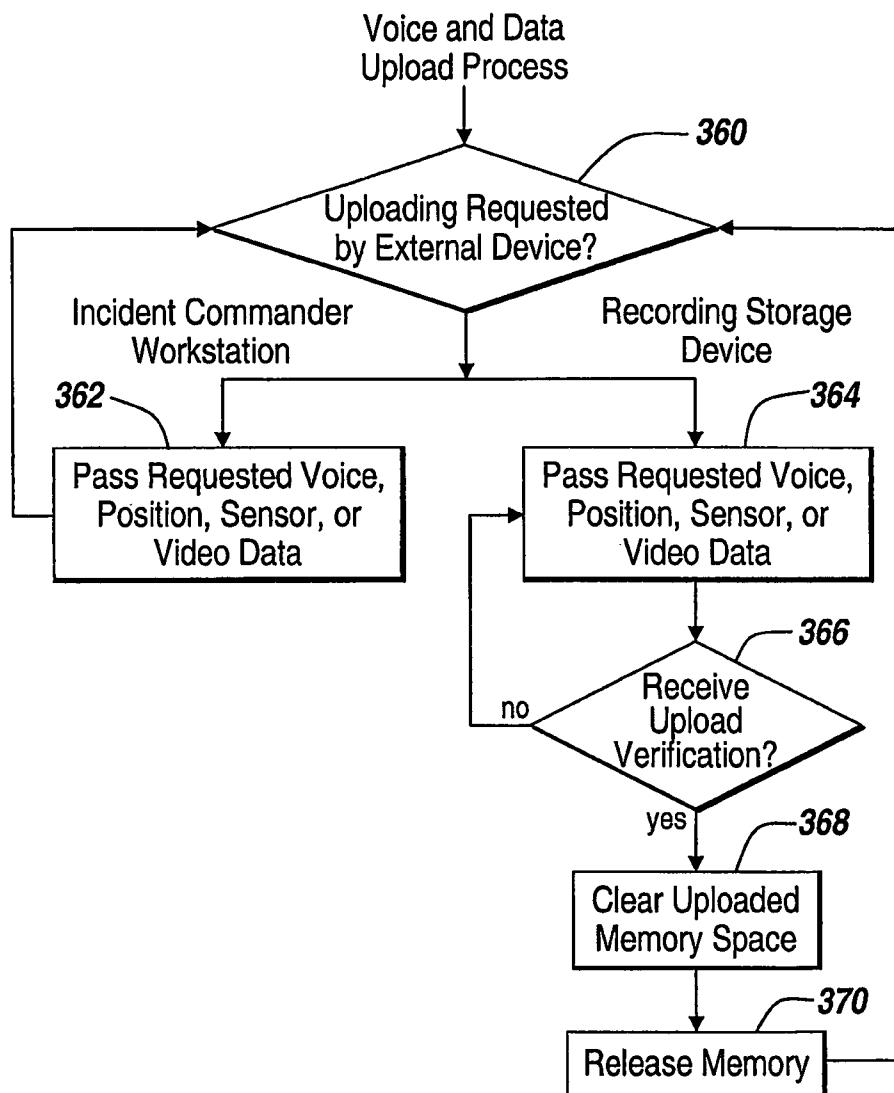 Voice and Data
Upload Process
360
Uploading Requested
by External Device?
Incident Commander
Workstation
Recording Storage
Device
362
364
Pass Requested Voice,
Position, Sensor, or
Video Data
Pass Requested Voice,
Position, Sensor, or
Video Data
366
Receive
Upload
Verification?
no
yes
368
Clear Uploaded
Memory Space
370
Release Memory